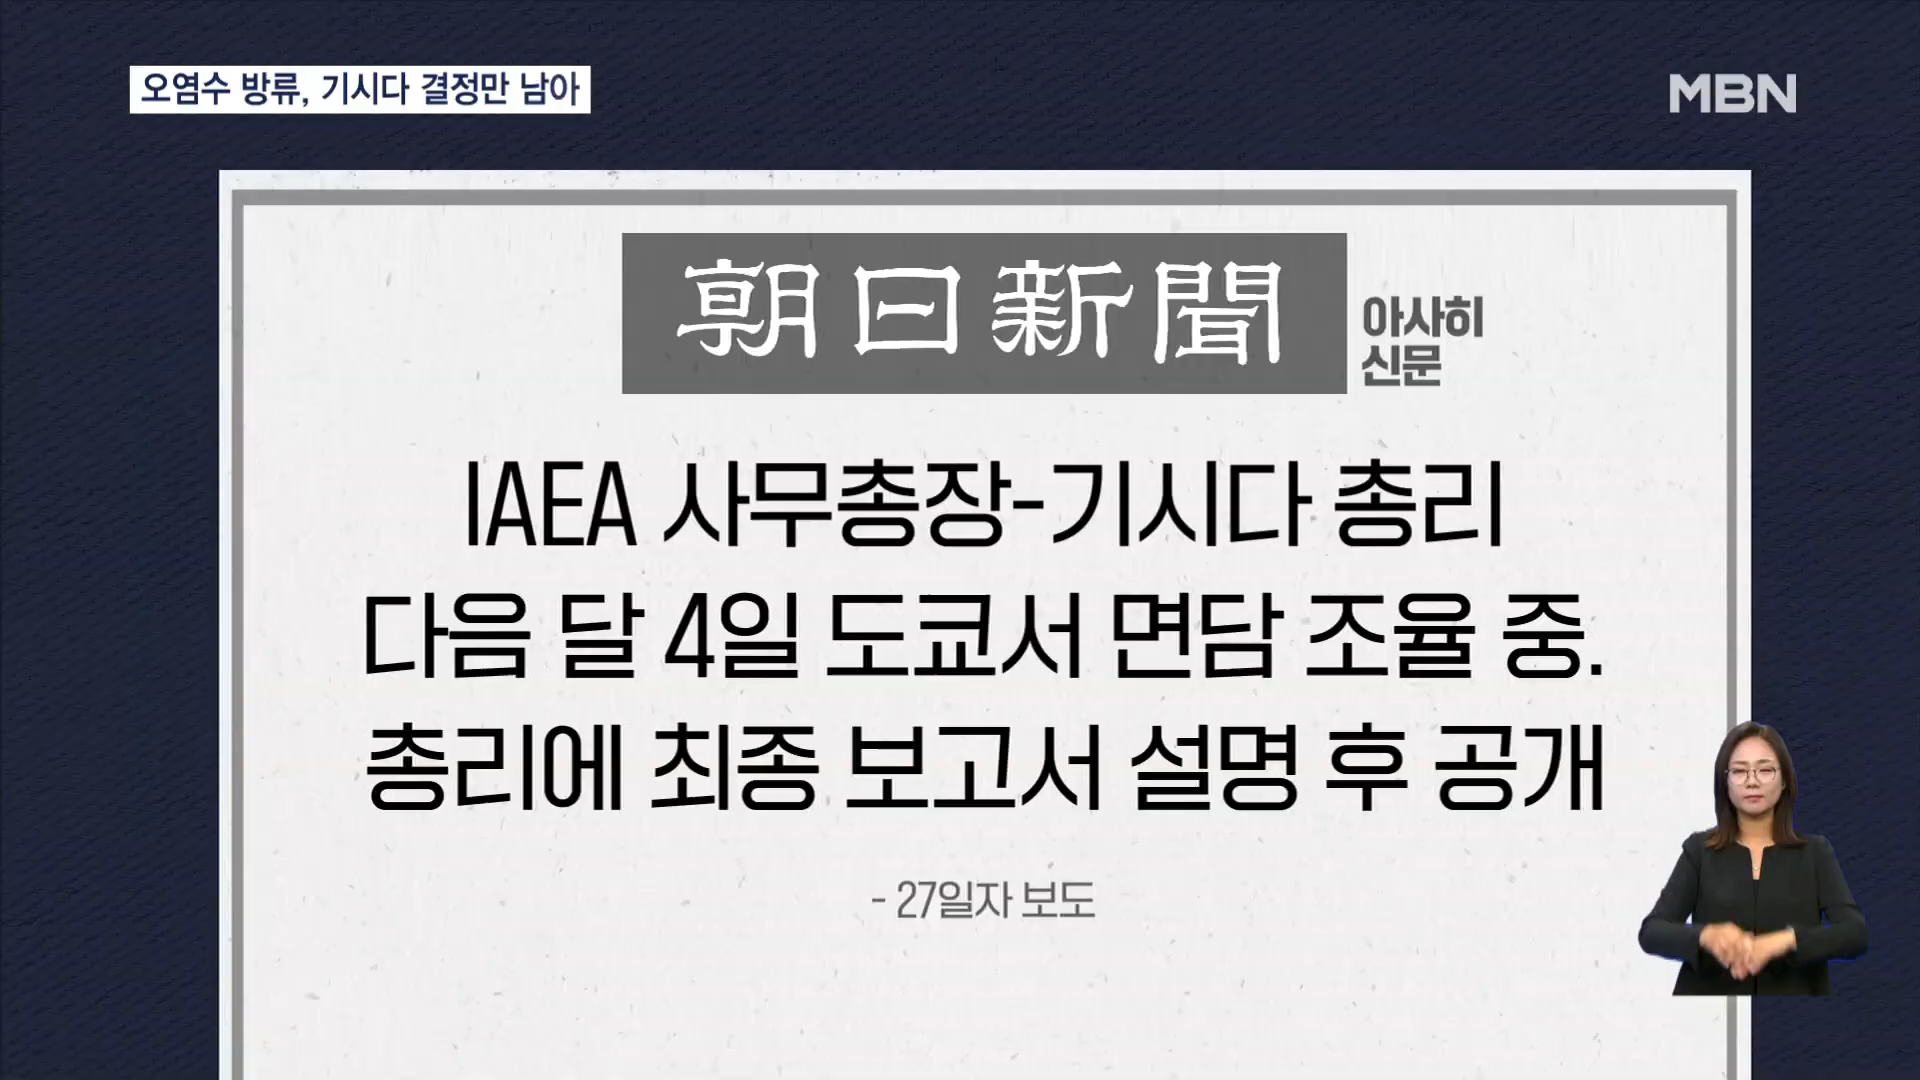 오염수 방류, 기시다 결정만 남아
MBN
朝日新聞
아사히
신문
IAEA 사무총장-기시다 총리
다음 달 4일 도쿄서 면담 조율 중.
총리에 최종 보고서 설명 후 공개
- 27일자 보도